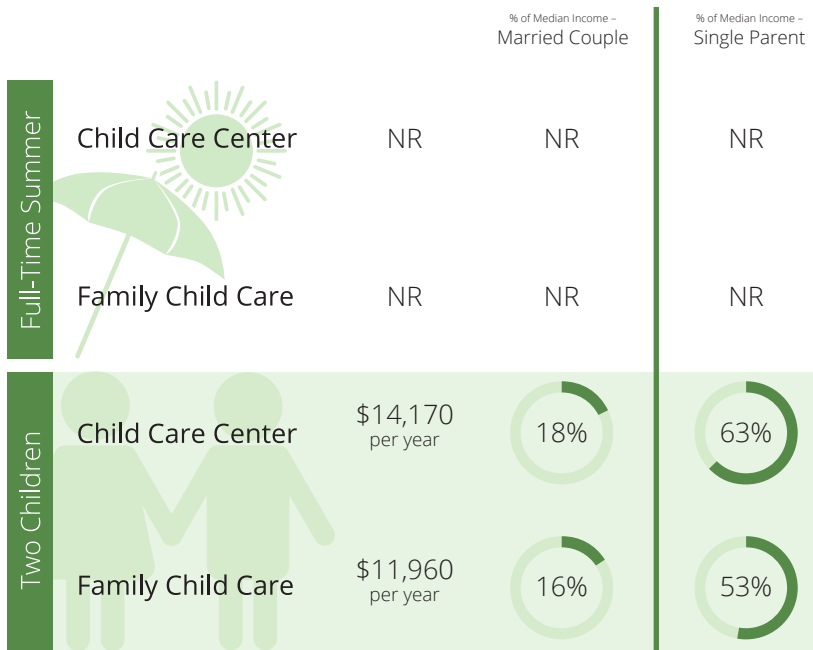 % of Median Income –
Married Couple
% of Median Income –
Single Parent
Full-Time Summer
Child Care Center
NR
NR
NR
Family Child Care
NR
NR
NR
Two Children
Child Care Center
$14,170
per year
18%
63%
Family Child Care
$11,960
per year
16%
53%